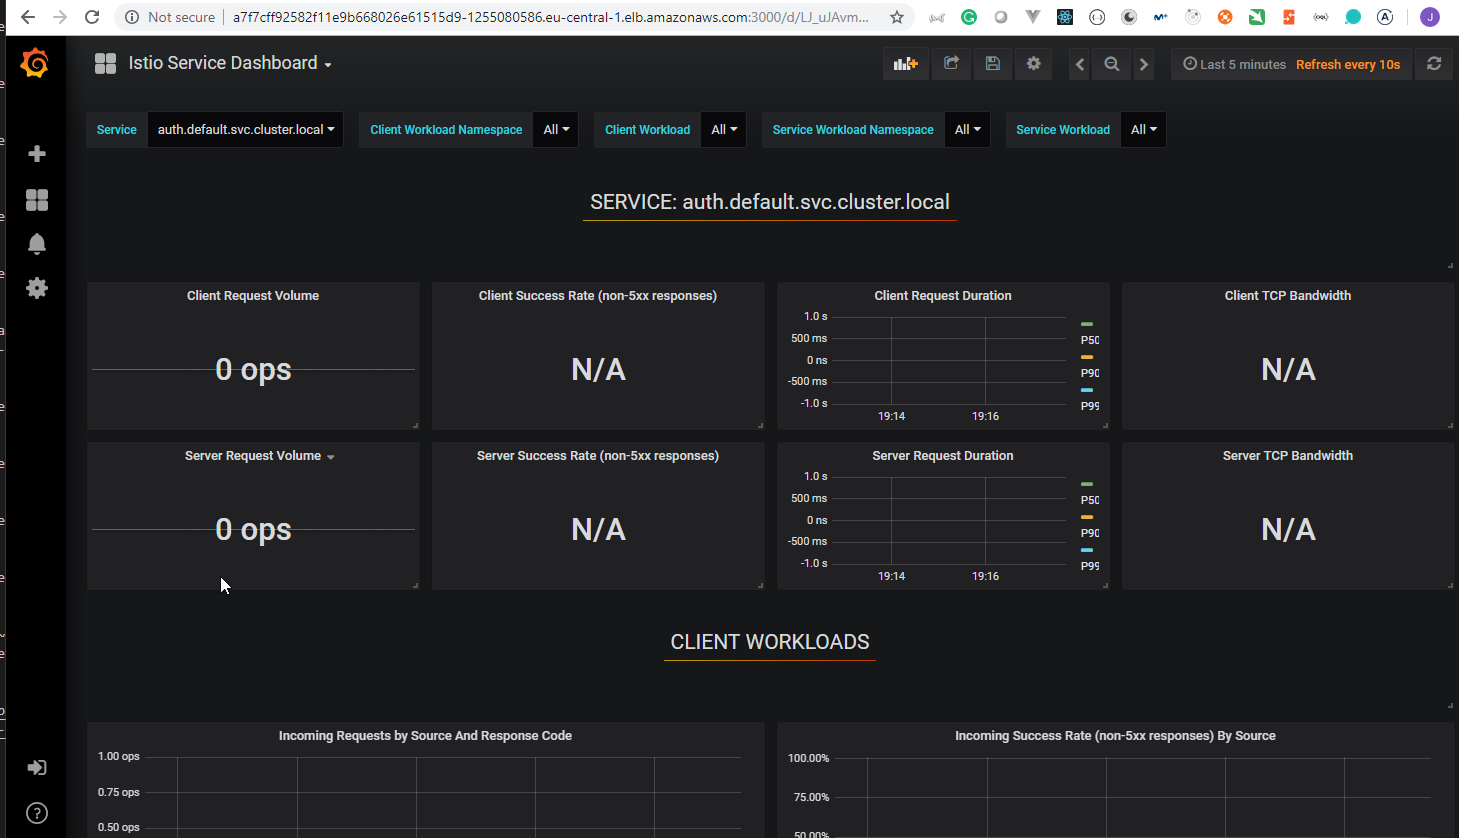 Not secure a7f7cff92582f11e9b668026e61515d9-1255080586.eu-central-1.elb.amazonaws.com:3000/d/LJ_uJAvm...
Istio Service Dashboard
Last 5 minutes Refresh every 10s
Service auth.default.svc.cluster.local Client Workload Namespace All Client Workload All Service Workload Namespace All Service Workload All
SERVICE: auth.default.svc.cluster.local
Client Request Volume
0 ops
Client Success Rate (non-5xx responses)
N/A
Client Request Duration
1.0 s
500 ms
0 ns
-500 ms
-1.0 s
19:14 19:16
P50
P90
P99
Client TCP Bandwidth
N/A
Server Request Volume
0 ops
Server Success Rate (non-5xx responses)
N/A
Server Request Duration
1.0 s
500 ms
0 ns
-500 ms
-1.0 s
19:14 19:16
P50
P90
P99
Server TCP Bandwidth
N/A
CLIENT WORKLOADS
Incoming Requests by Source And Response Code
1.00 ops
0.75 ops
0.50 ops
Incoming Success Rate (non-5xx responses) By Source
100.00%
75.00%
50.00%
J